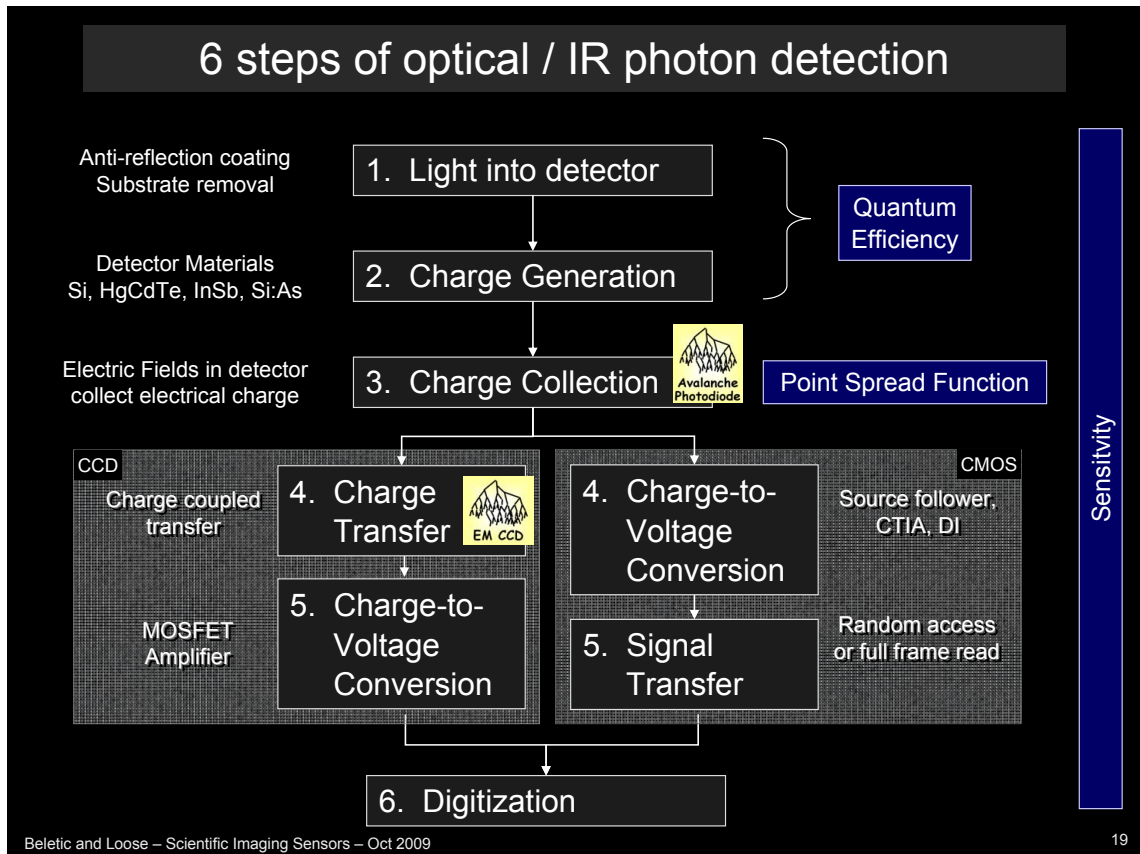 6 steps of optical / IR photon detection
Anti-reflection coating
Substrate removal
1. Light into detector
Quantum
Efficiency
Detector Materials
Si, HgCdTe, InSb, Si:As
2. Charge Generation
Electric Fields in detector
collect electrical charge
3. Charge Collection
Avalanche
Photodiode
Point Spread Function
Sensitvity
CCD
Charge coupled
transfer
4. Charge
Transfer
EM CCD
MOSFET
Amplifier
5. Charge-to-
Voltage
Conversion
CMOS
4. Charge-to-
Voltage
Conversion
Source follower,
CTIA, DI
5. Signal
Transfer
Random access
or full frame read
6. Digitization
Beletic and Loose – Scientific Imaging Sensors – Oct 2009
19